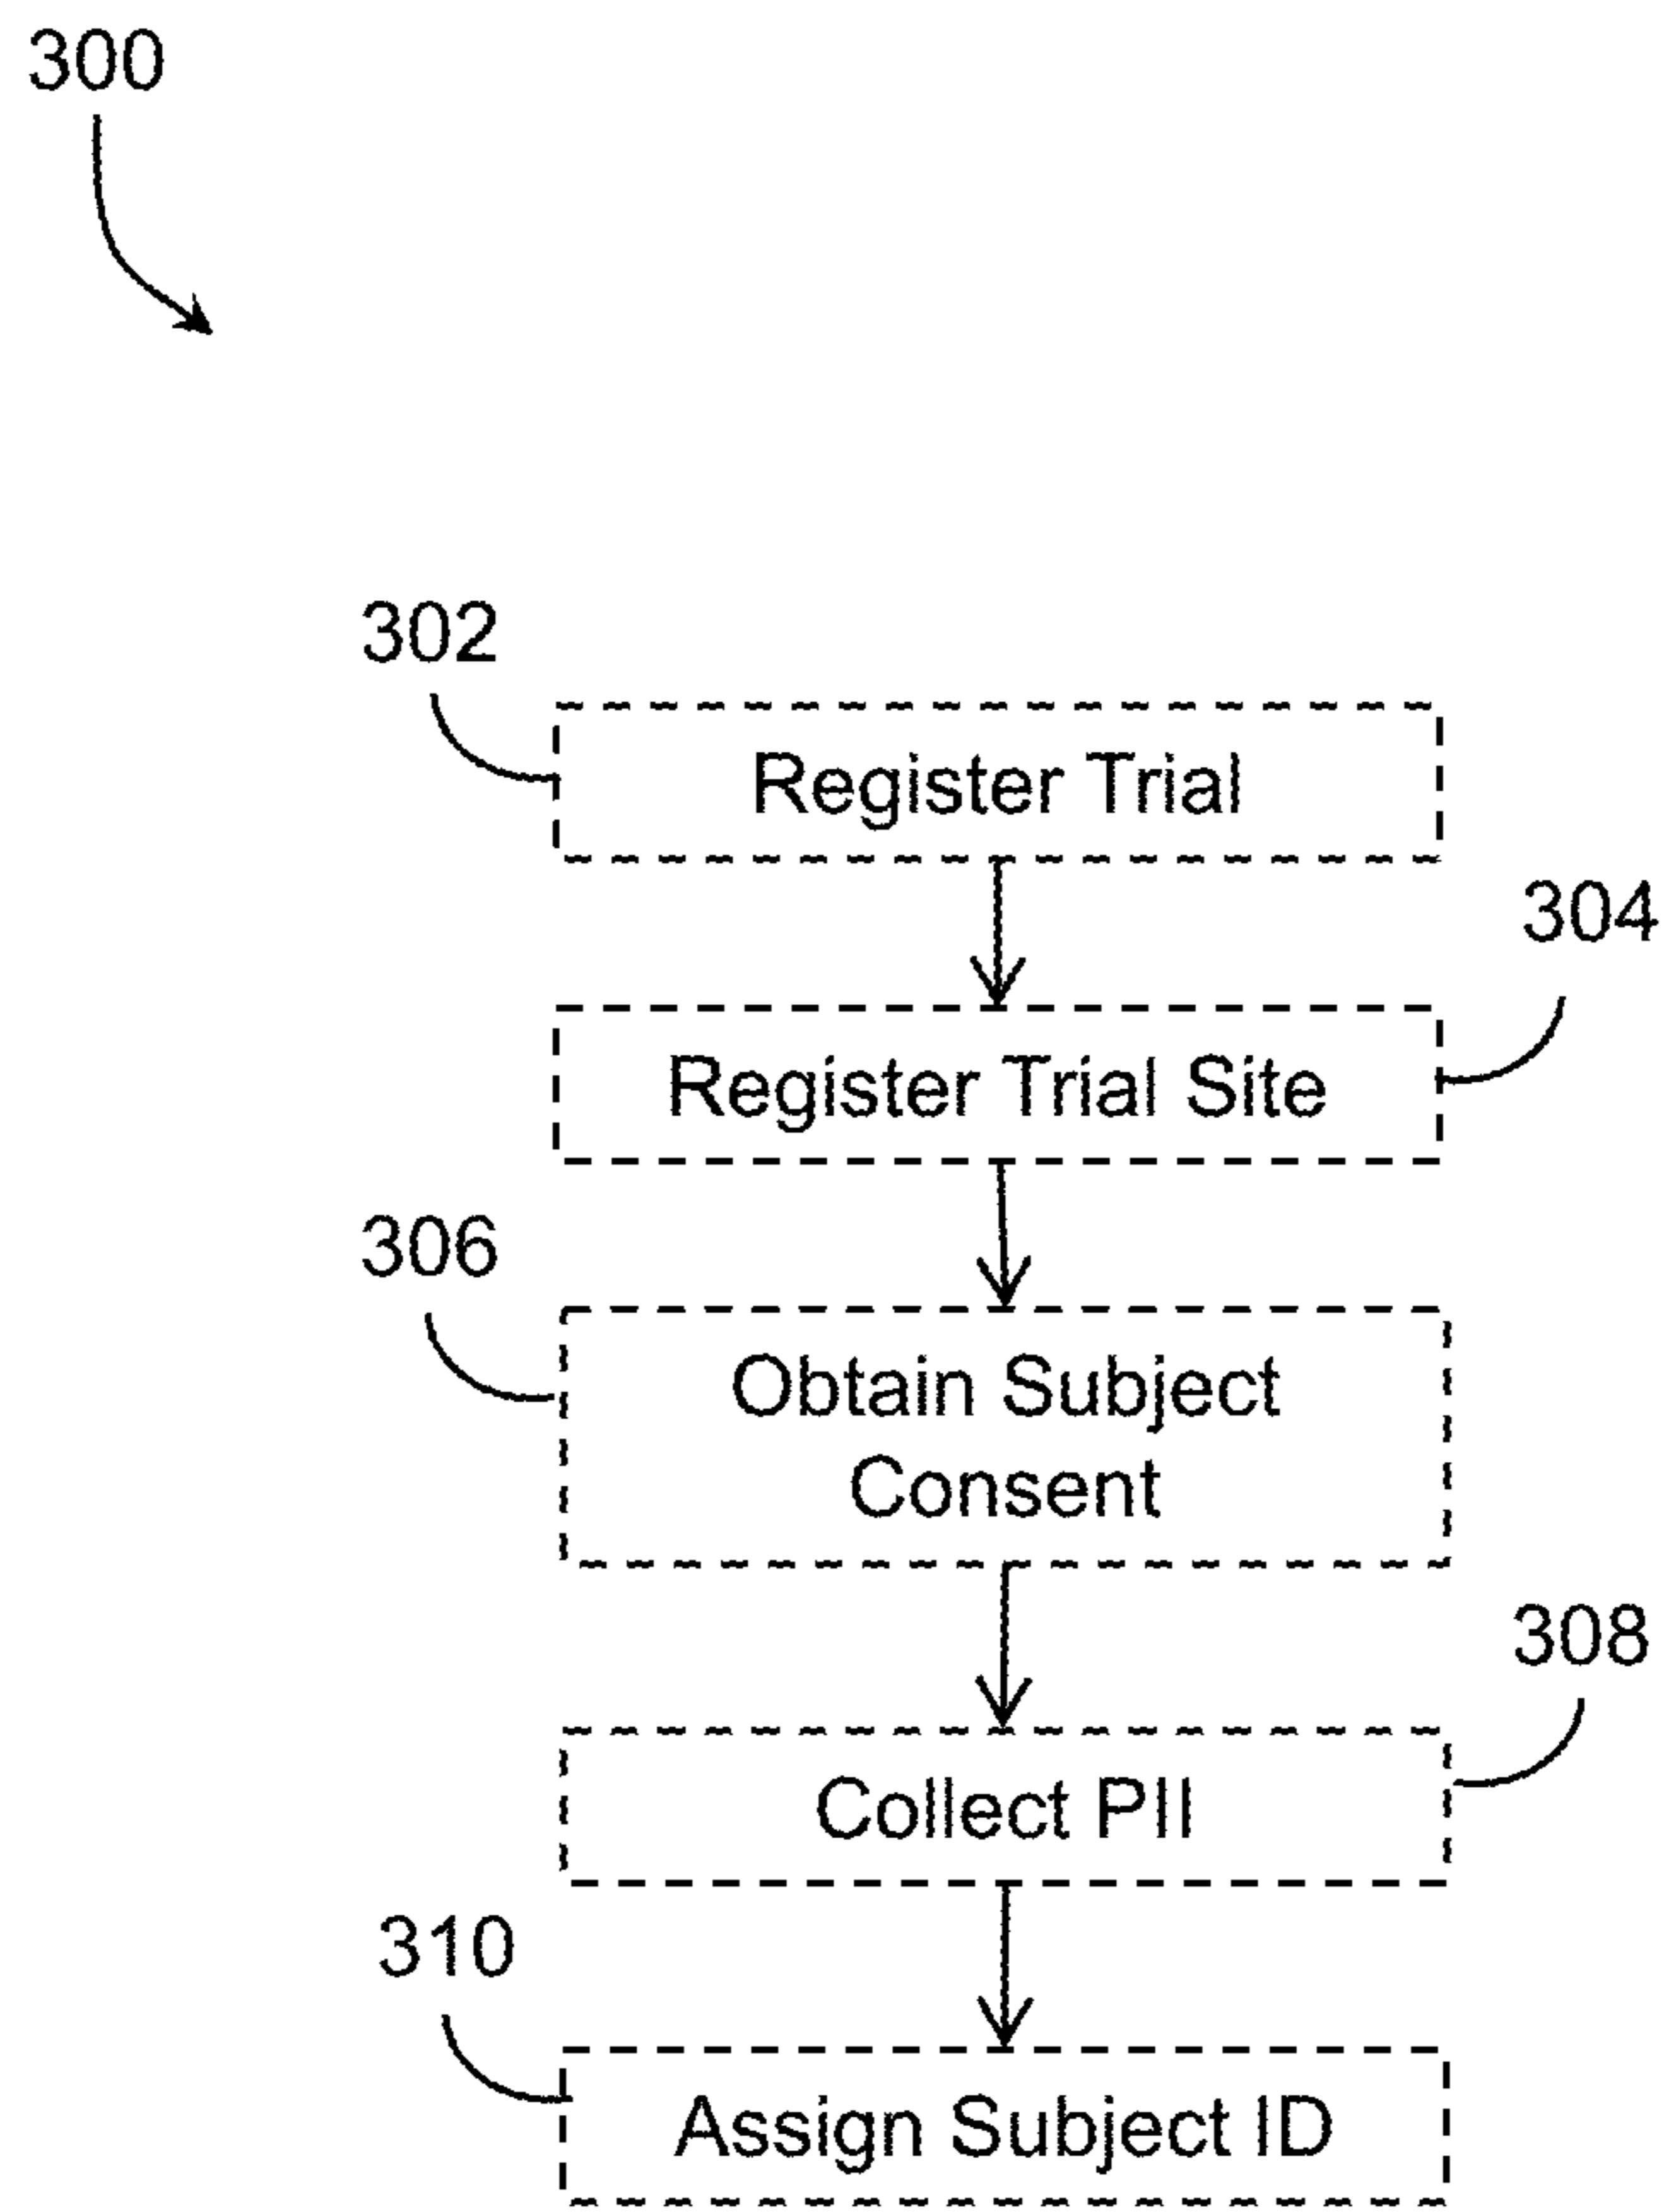 300
302
Register Trial
304
Register Trial Site
306
Obtain Subject
Consent
308
Collect PII
310
Assign Subject ID